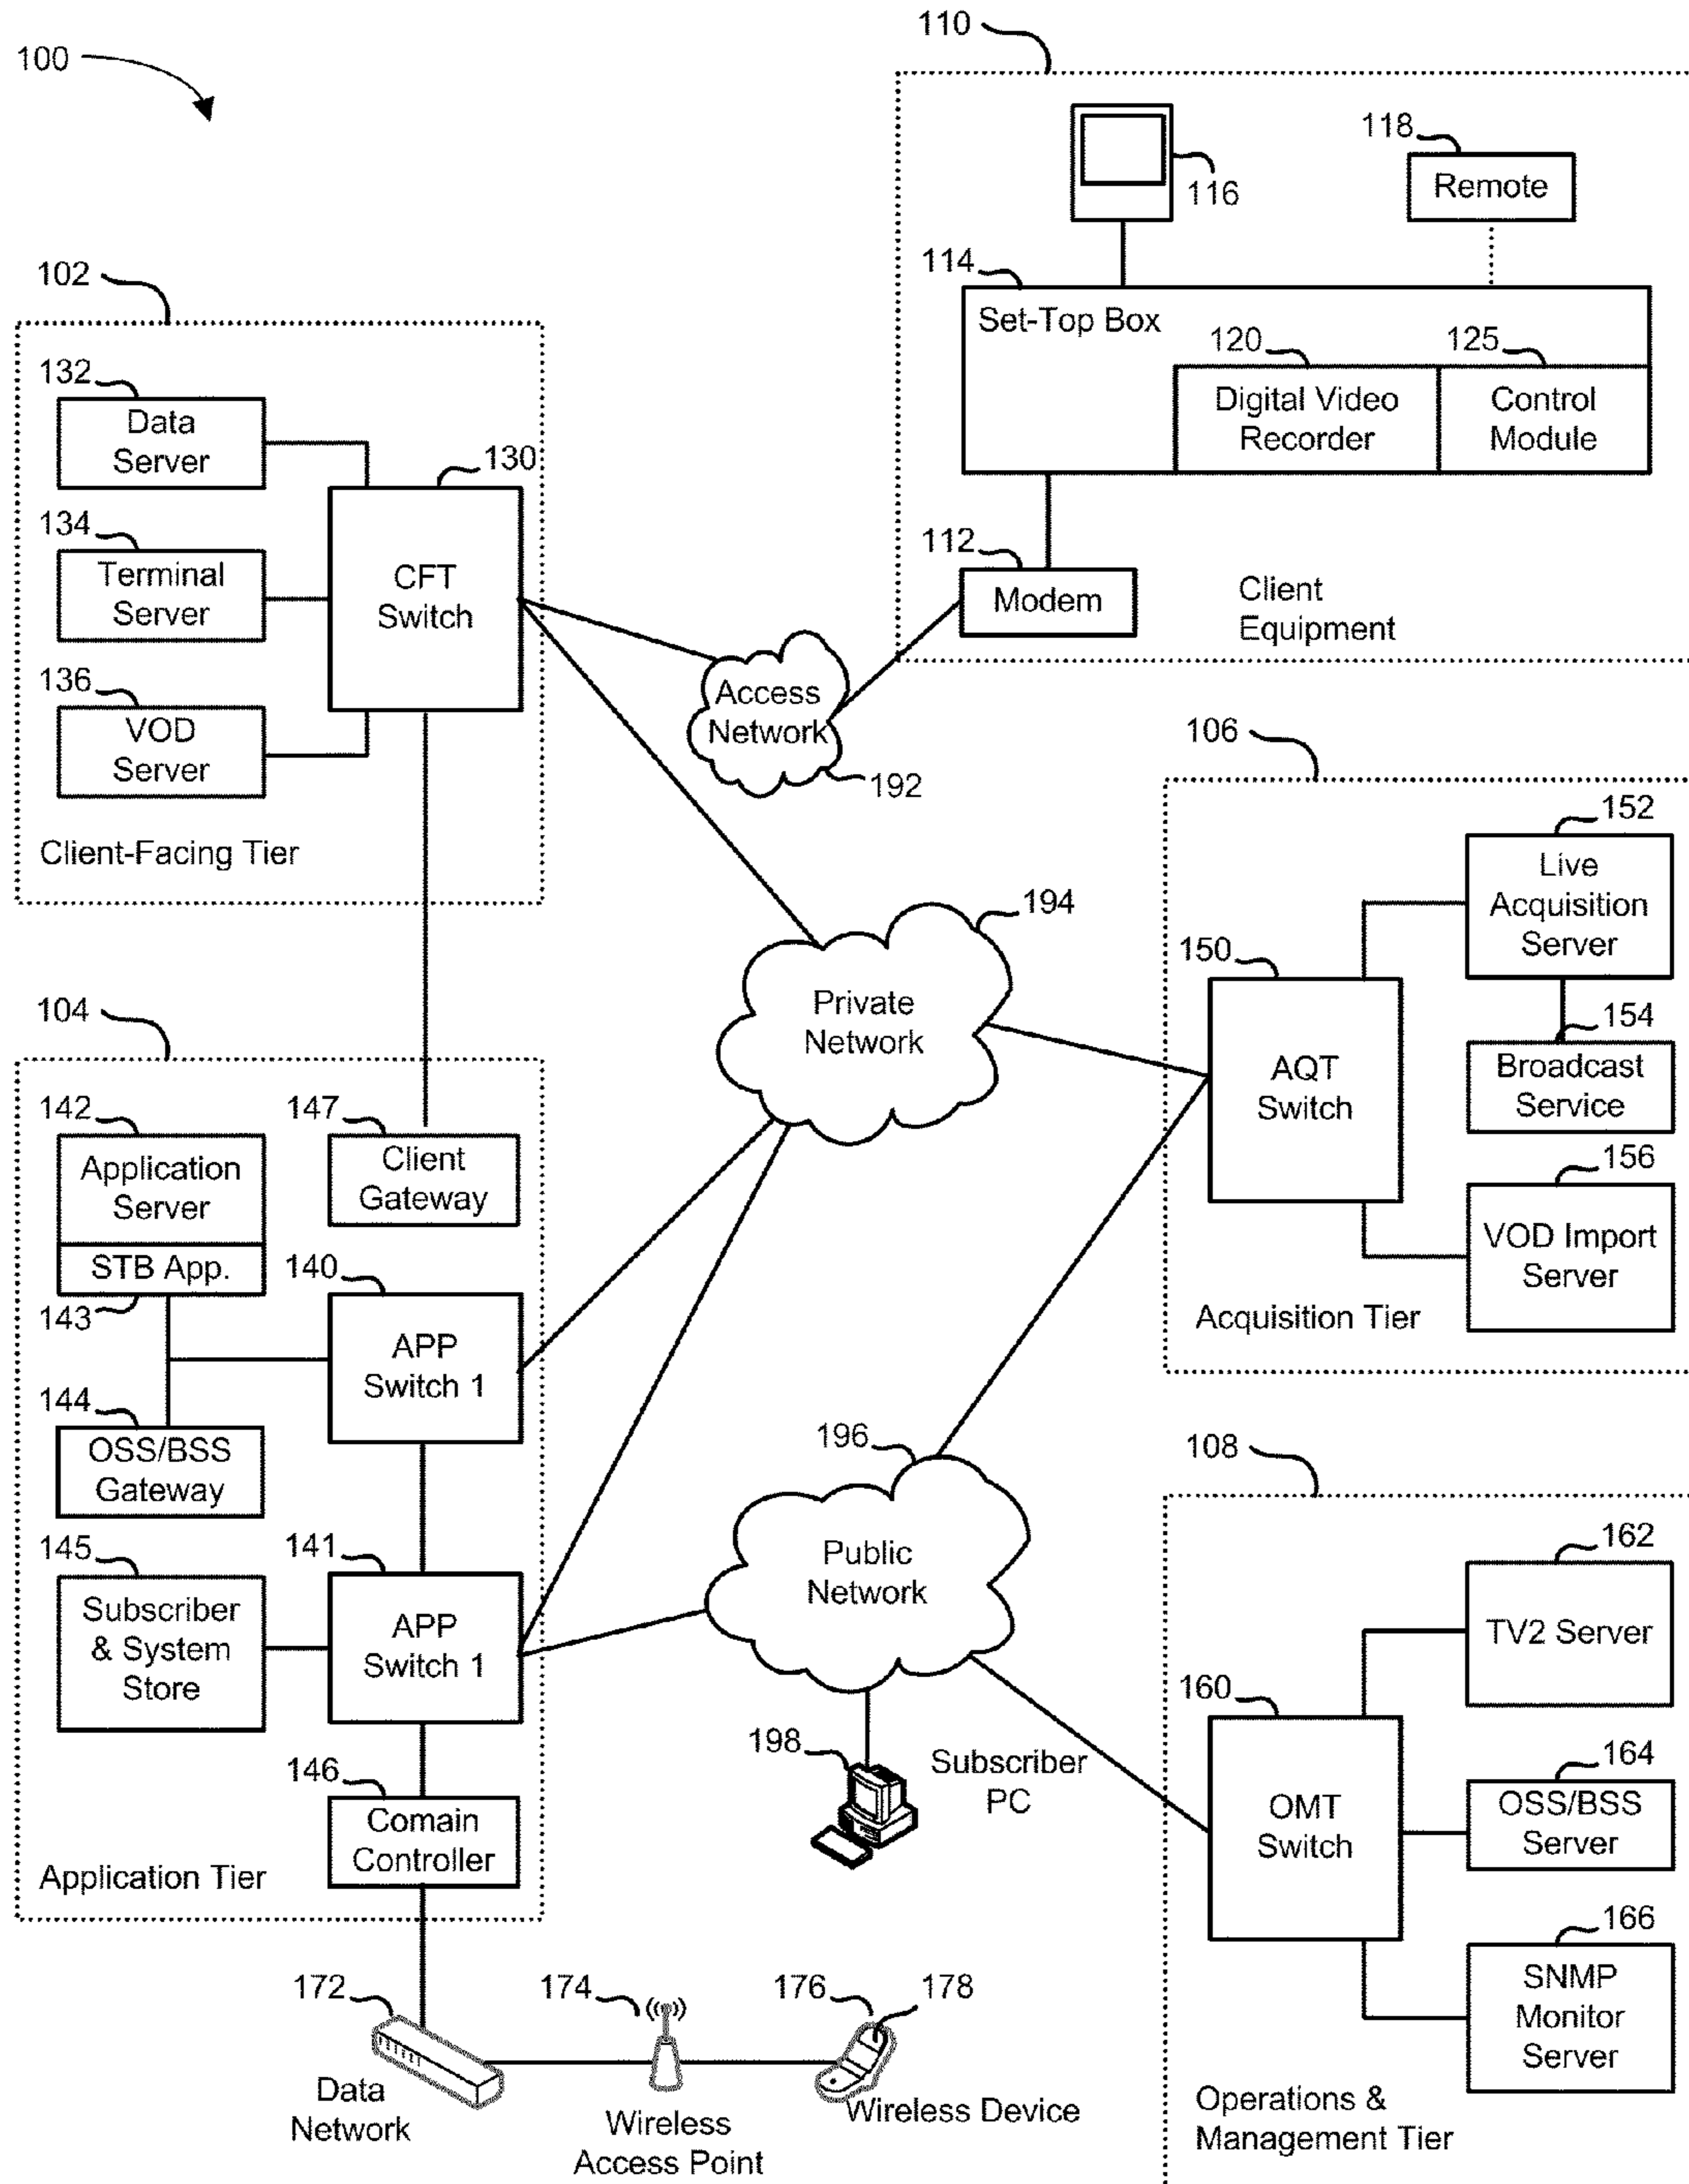 100
110
118
Remote
116
102
114
Set-Top Box
120
Digital Video
Recorder
125
Control
Module
132
Data
Server
130
CFT
Switch
134
Terminal
Server
136
VOD
Server
Client-Facing Tier
112
Modem
Client
Equipment
Access
Network
192
106
152
Live
Acquisition
Server
194
Private
Network
150
AQT
Switch
154
Broadcast
Service
156
VOD Import
Server
Acquisition Tier
104
142
Application
Server
STB App.
143
147
Client
Gateway
140
APP
Switch 1
144
OSS/BSS
Gateway
145
Subscriber
& System
Store
141
APP
Switch 1
146
Comain
Controller
Application Tier
196
Public
Network
198
Subscriber
PC
108
162
TV2 Server
160
OMT
Switch
164
OSS/BSS
Server
166
SNMP
Monitor
Server
Operations &
Management Tier
172
Data
Network
174
Wireless
Access Point
176
178
Wireless Device